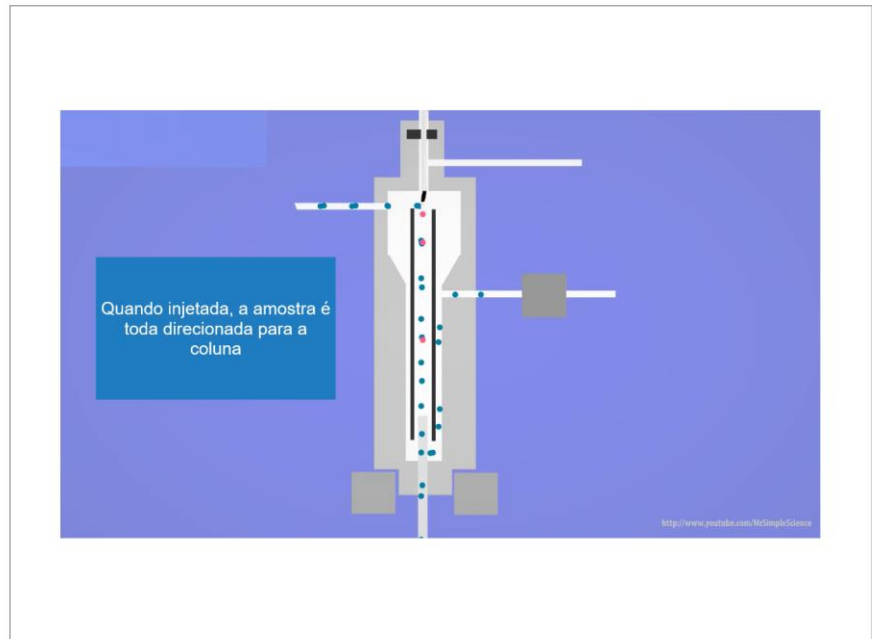 Quando injetada, a amostra é
toda direcionada para a
coluna
http://www.youtube.com/MrSimpleScience